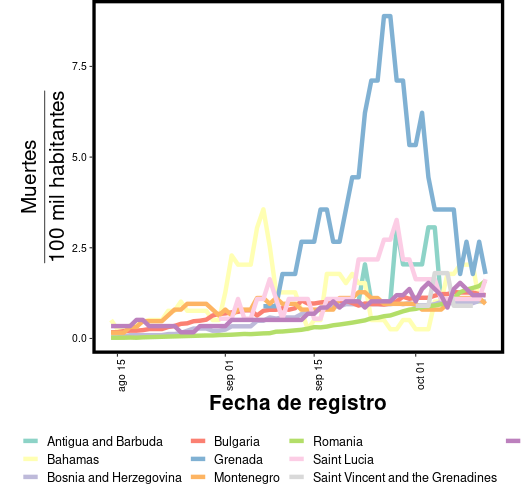 Muertes
100 mil habitantes
7.5
5.0
2.5
0.0
ago 15
sep 01
sep 15
oct 01
Fecha de registro
Antigua and Barbuda
Bulgaria
Romania
Bahamas
Grenada
Saint Lucia
Bosnia and Herzegovina
Montenegro
Saint Vincent and the Grenadines